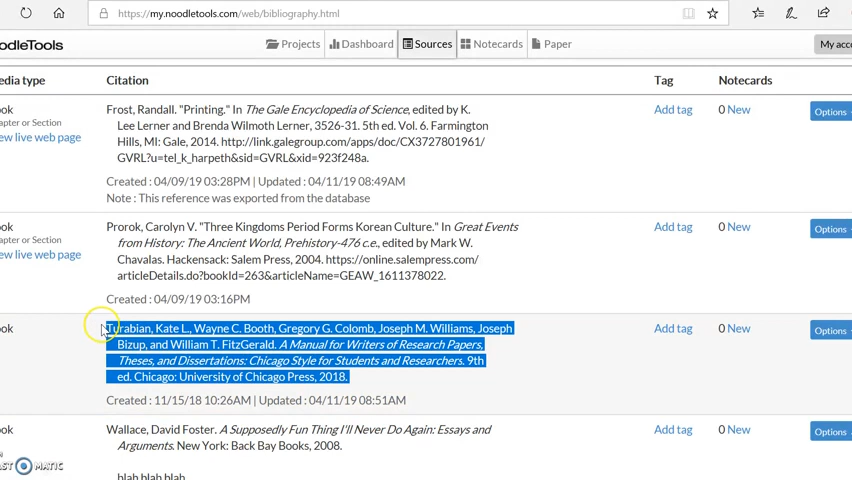 https://my.noodletools.com/web/bibliography.html
oodleTools
Projects Dashboard Sources Notecards Paper
My acco
edia type Citation Tag Notecards
ook Frost, Randall. "Printing." In The Gale Encyclopedia of Science, edited by K. Add tag 0 New Options
apter or Section Lee Lerner and Brenda Wilmoth Lerner, 3526-31. 5th ed. Vol. 6. Farmington
ew live web page Hills, MI: Gale, 2014. http://link.galegroup.com/apps/doc/CX3727801961/
GVRL?u=tel_k_harpeth&sid=GVRL&xid=923f248a.
Created : 04/09/19 03:28PM | Updated : 04/11/19 08:49AM
Note : This reference was exported from the database
ook Prorok, Carolyn V. "Three Kingdoms Period Forms Korean Culture." In Great Events Add tag 0 New Options
apter or Section from History: The Ancient World, Prehistory-476 c.e., edited by Mark W.
ew live web page Chavalas. Hackensack: Salem Press, 2004. https://online.salempress.com/
articleDetails.do?bookId=263&articleName=GEAW_1611378022.
Created : 04/09/19 03:16PM
ook Turabian, Kate L., Wayne C. Booth, Gregory G. Colomb, Joseph M. Williams, Joseph Add tag 0 New Options
Bizup, and William T. FitzGerald. A Manual for Writers of Research Papers,
Theses, and Dissertations: Chicago Style for Students and Researchers. 9th
ed. Chicago: University of Chicago Press, 2018.
Created : 11/15/18 10:26AM | Updated : 04/11/19 08:51AM
ook Wallace, David Foster. A Supposedly Fun Thing I'll Never Do Again: Essays and Add tag 0 New Options
Arguments. New York: Back Bay Books, 2008.
AST MATIC
blah blah blah